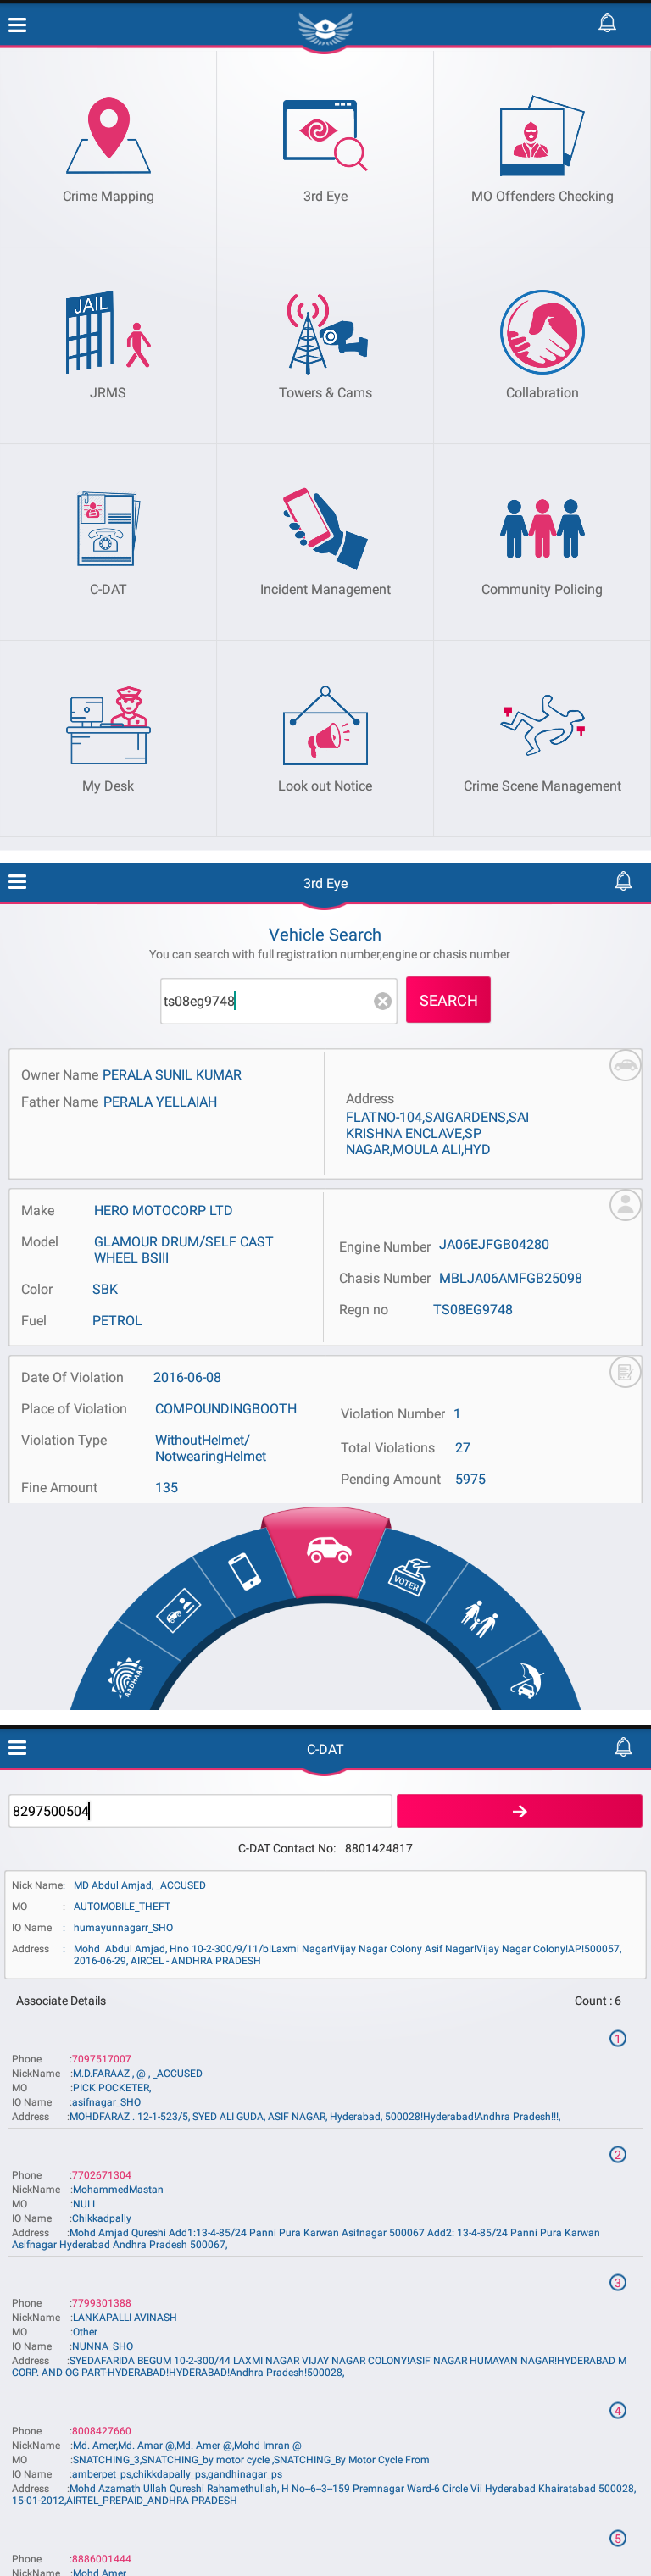 Crime Mapping
3rd Eye
MO Offenders Checking
JAIL
JRMS
Towers & Cams
Collabration
C-DAT
Incident Management
Community Policing
My Desk
Look out Notice
Crime Scene Management
3rd Eye
Vehicle Search
You can search with full registration number,engine or chasis number
ts08eg9748
SEARCH
Owner Name PERALA SUNIL KUMAR
Father Name PERALA YELLAIAH
Address
FLATNO-104,SAIGARDENS,SAI
KRISHNA ENCLAVE,SP
NAGAR,MOULA ALI,HYD
Make HERO MOTOCORP LTD
Model GLAMOUR DRUM/SELF CAST
WHEEL BSIII
Color SBK
Fuel PETROL
Engine Number JA06EJFGB04280
Chasis Number MBLJA06AMFGB25098
Regn no TS08EG9748
Date Of Violation 2016-06-08
Place of Violation COMPOUNDINGBOOTH
Violation Type WithoutHelmet/
NotwearingHelmet
Fine Amount 135
Violation Number 1
Total Violations 27
Pending Amount 5975
AADHAAR
VOTER
C-DAT
8297500504
C-DAT Contact No: 8801424817
Nick Name: MD Abdul Amjad, _ACCUSED
MO : AUTOMOBILE_THEFT
IO Name : humayunnagarr_SHO
Address : Mohd Abdul Amjad, Hno 10-2-300/9/11/b!Laxmi Nagar!Vijay Nagar Colony Asif Nagar!Vijay Nagar Colony!AP!500057,
2016-06-29, AIRCEL - ANDHRA PRADESH
Associate Details Count : 6
1
Phone :7097517007
NickName :M.D.FARAAZ , @ , _ACCUSED
MO :PICK POCKETER,
IO Name :asifnagar_SHO
Address :MOHDFARAZ . 12-1-523/5, SYED ALI GUDA, ASIF NAGAR, Hyderabad, 500028!Hyderabad!Andhra Pradesh!!!,
2
Phone :7702671304
NickName :MohammedMastan
MO :NULL
IO Name :Chikkadpally
Address :Mohd Amjad Qureshi Add1:13-4-85/24 Panni Pura Karwan Asifnagar 500067 Add2: 13-4-85/24 Panni Pura Karwan
Asifnagar Hyderabad Andhra Pradesh 500067,
3
Phone :7799301388
NickName :LANKAPALLI AVINASH
MO :Other
IO Name :NUNNA_SHO
Address :SYEDAFARIDA BEGUM 10-2-300/44 LAXMI NAGAR VIJAY NAGAR COLONY!ASIF NAGAR HUMAYAN NAGAR!HYDERABAD M
CORP. AND OG PART-HYDERABAD!HYDERABAD!Andhra Pradesh!500028,
4
Phone :8008427660
NickName :Md. Amer,Md. Amar @,Md. Amer @,Mohd Imran @
MO :SNATCHING_3,SNATCHING_by motor cycle ,SNATCHING_By Motor Cycle From
IO Name :amberpet_ps,chikkdapally_ps,gandhinagar_ps
Address :Mohd Azamath Ullah Qureshi Rahamethullah, H No--6--3--159 Premnagar Ward-6 Circle Vii Hyderabad Khairatabad 500028,
15-01-2012,AIRTEL_PREPAID_ANDHRA PRADESH
5
Phone :8886001444
NickName :Mohd Amer